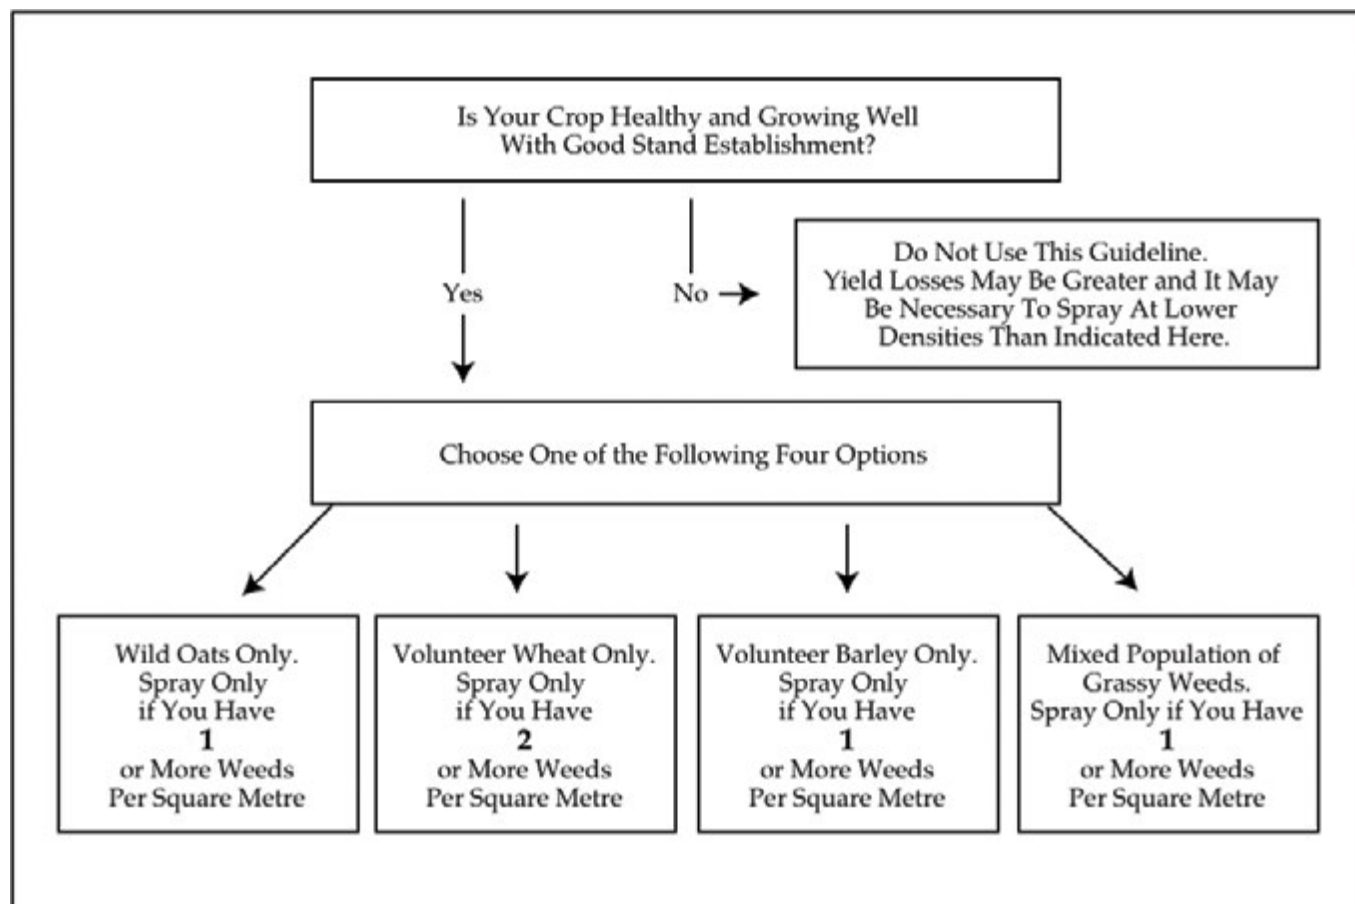 Is Your Crop Healthy and Growing Well
With Good Stand Establishment?
Yes
No
Do Not Use This Guideline.
Yield Losses May Be Greater and It May
Be Necessary To Spray At Lower
Densities Than Indicated Here.
Choose One of the Following Four Options
Wild Oats Only.
Spray Only
if You Have
1
or More Weeds
Per Square Metre
Volunteer Wheat Only.
Spray Only
if You Have
2
or More Weeds
Per Square Metre
Volunteer Barley Only.
Spray Only
if You Have
1
or More Weeds
Per Square Metre
Mixed Population of
Grassy Weeds.
Spray Only if You Have
1
or More Weeds
Per Square Metre